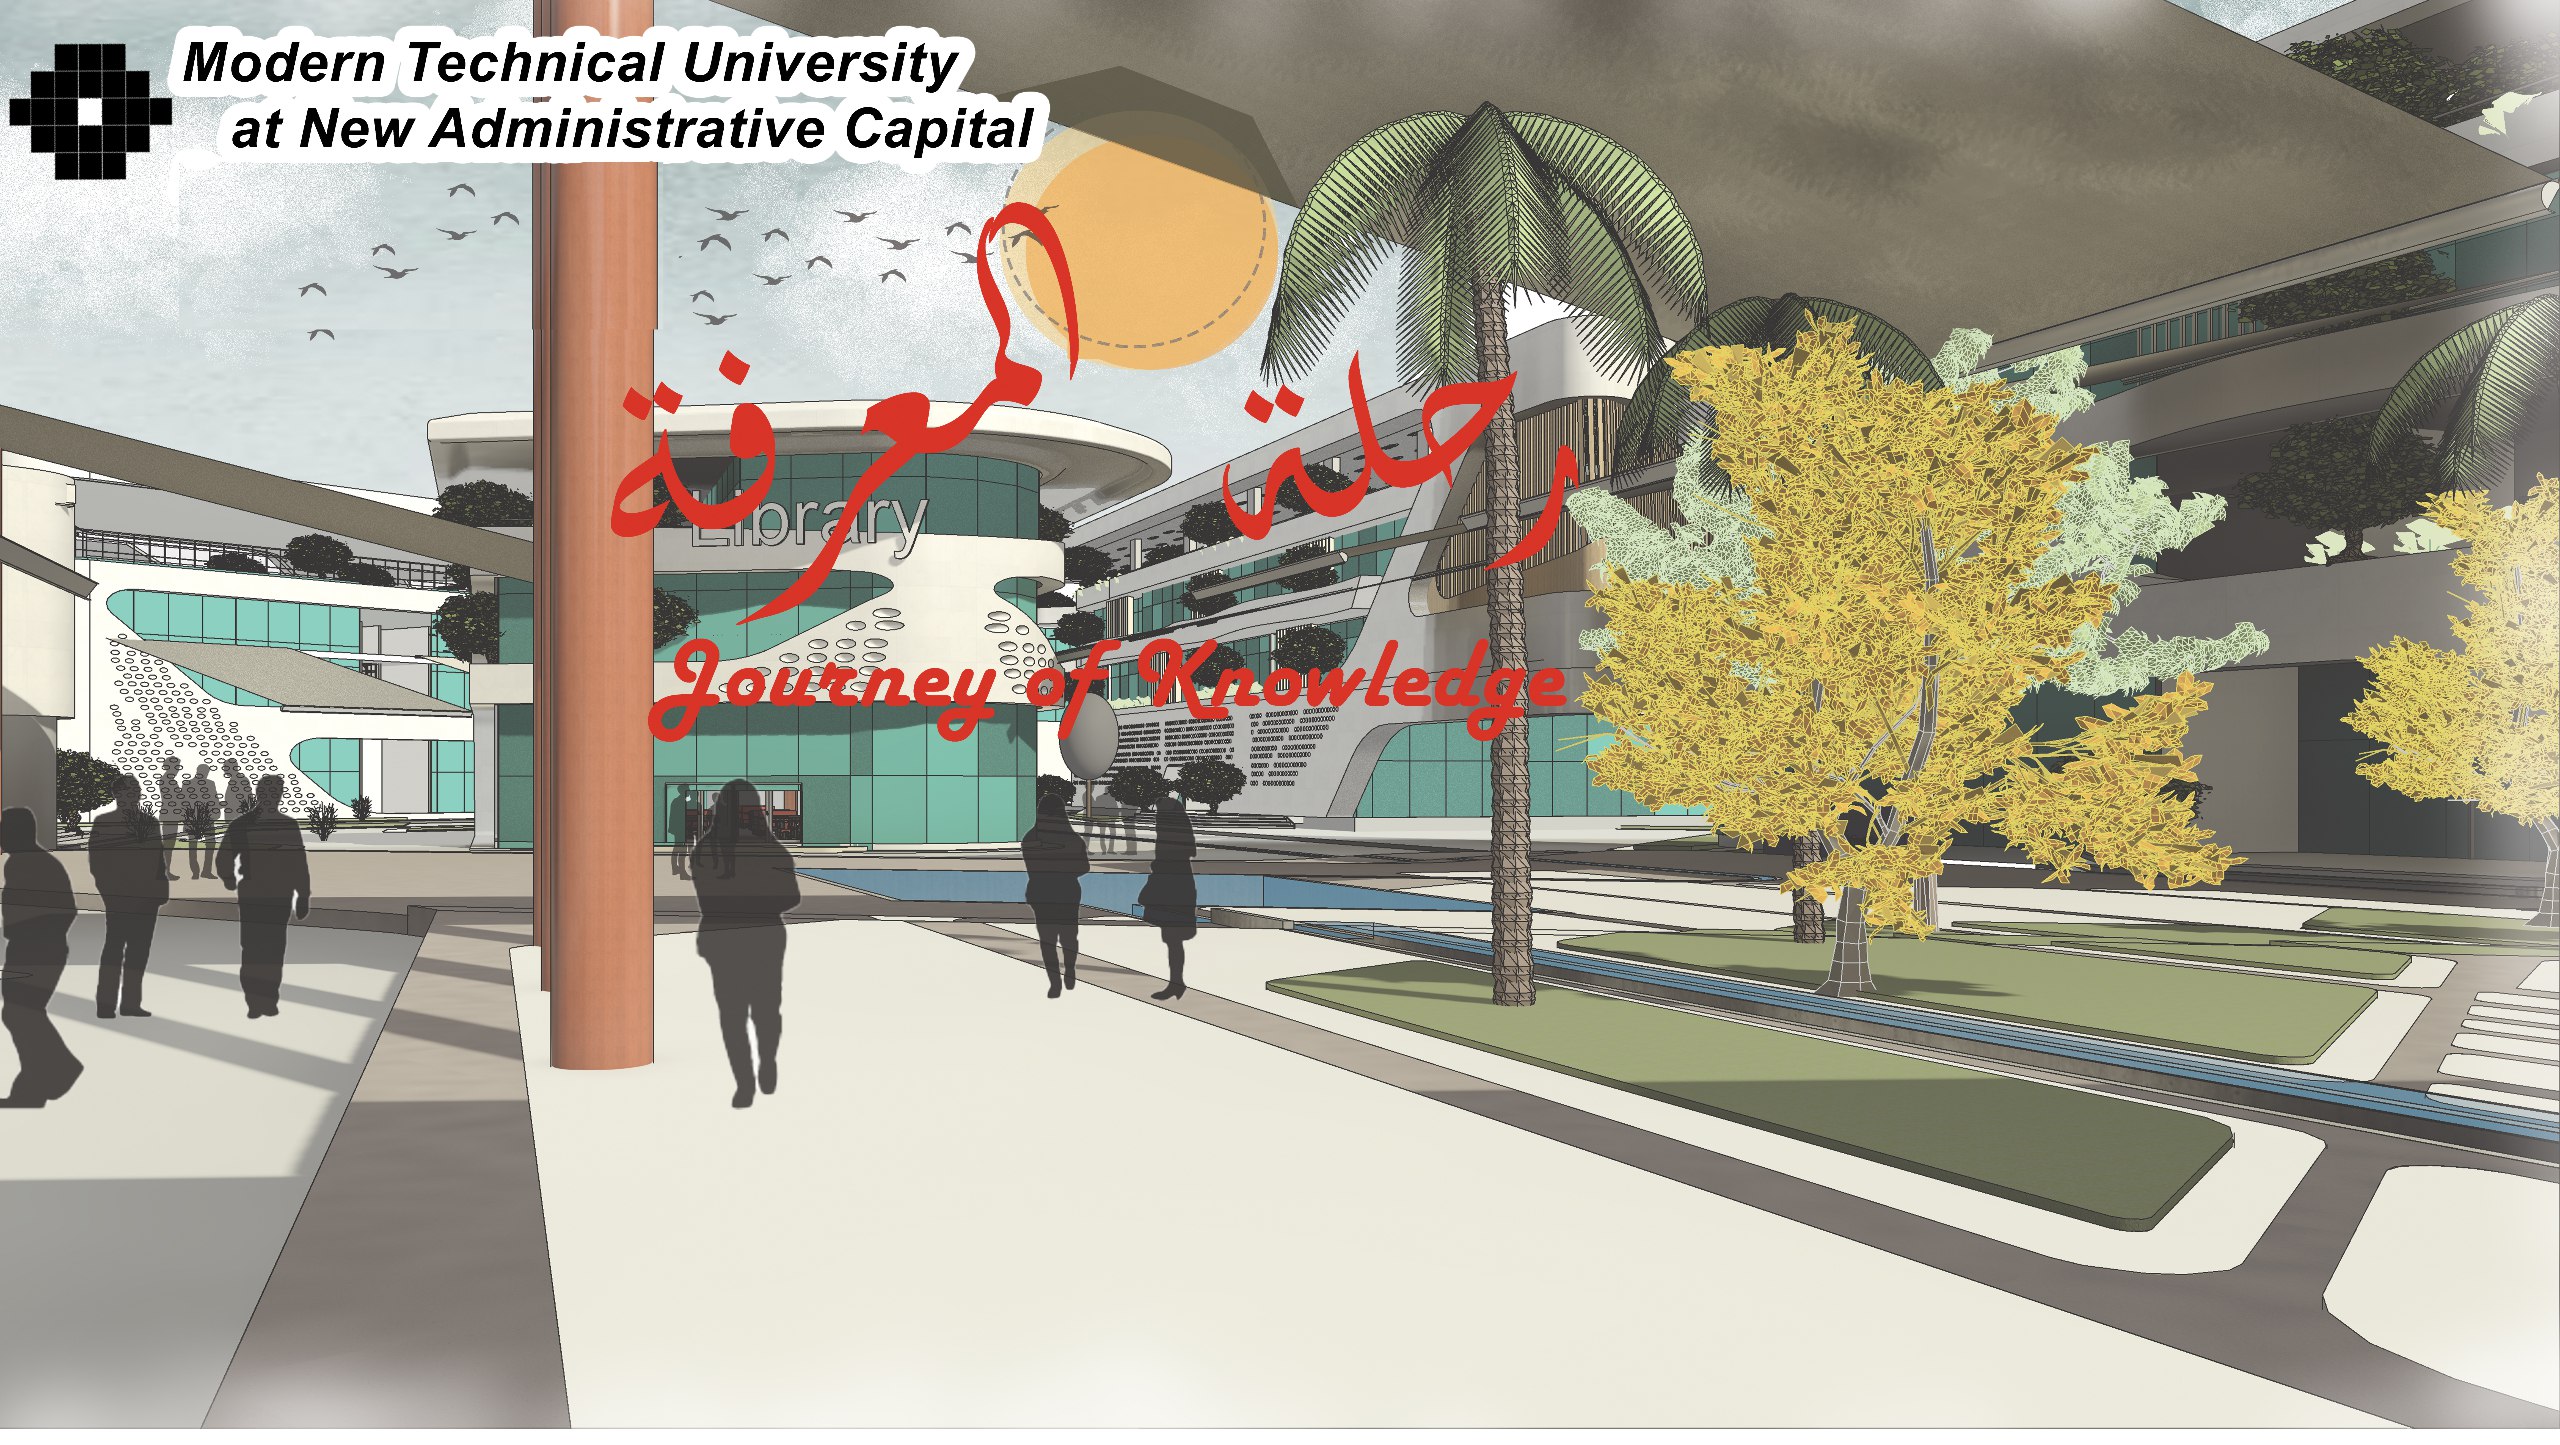 Modern Technical University
at New Administrative Capital
رحلة المعرفة
Library
Journey of Knowledge